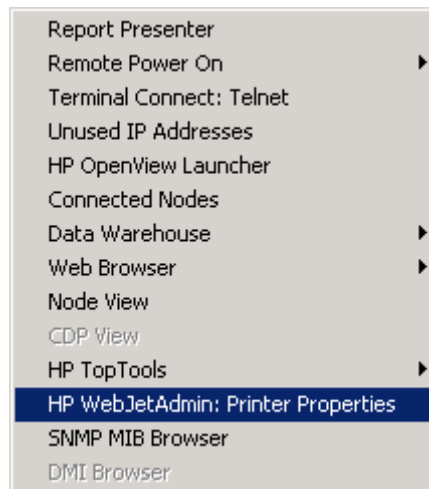 Report Presenter
Remote Power On
Terminal Connect: Telnet
Unused IP Addresses
HP OpenView Launcher
Connected Nodes
Data Warehouse
Web Browser
Node View
CDP View
HP TopTools
HP WebJetAdmin: Printer Properties
SNMP MIB Browser
DMI Browser